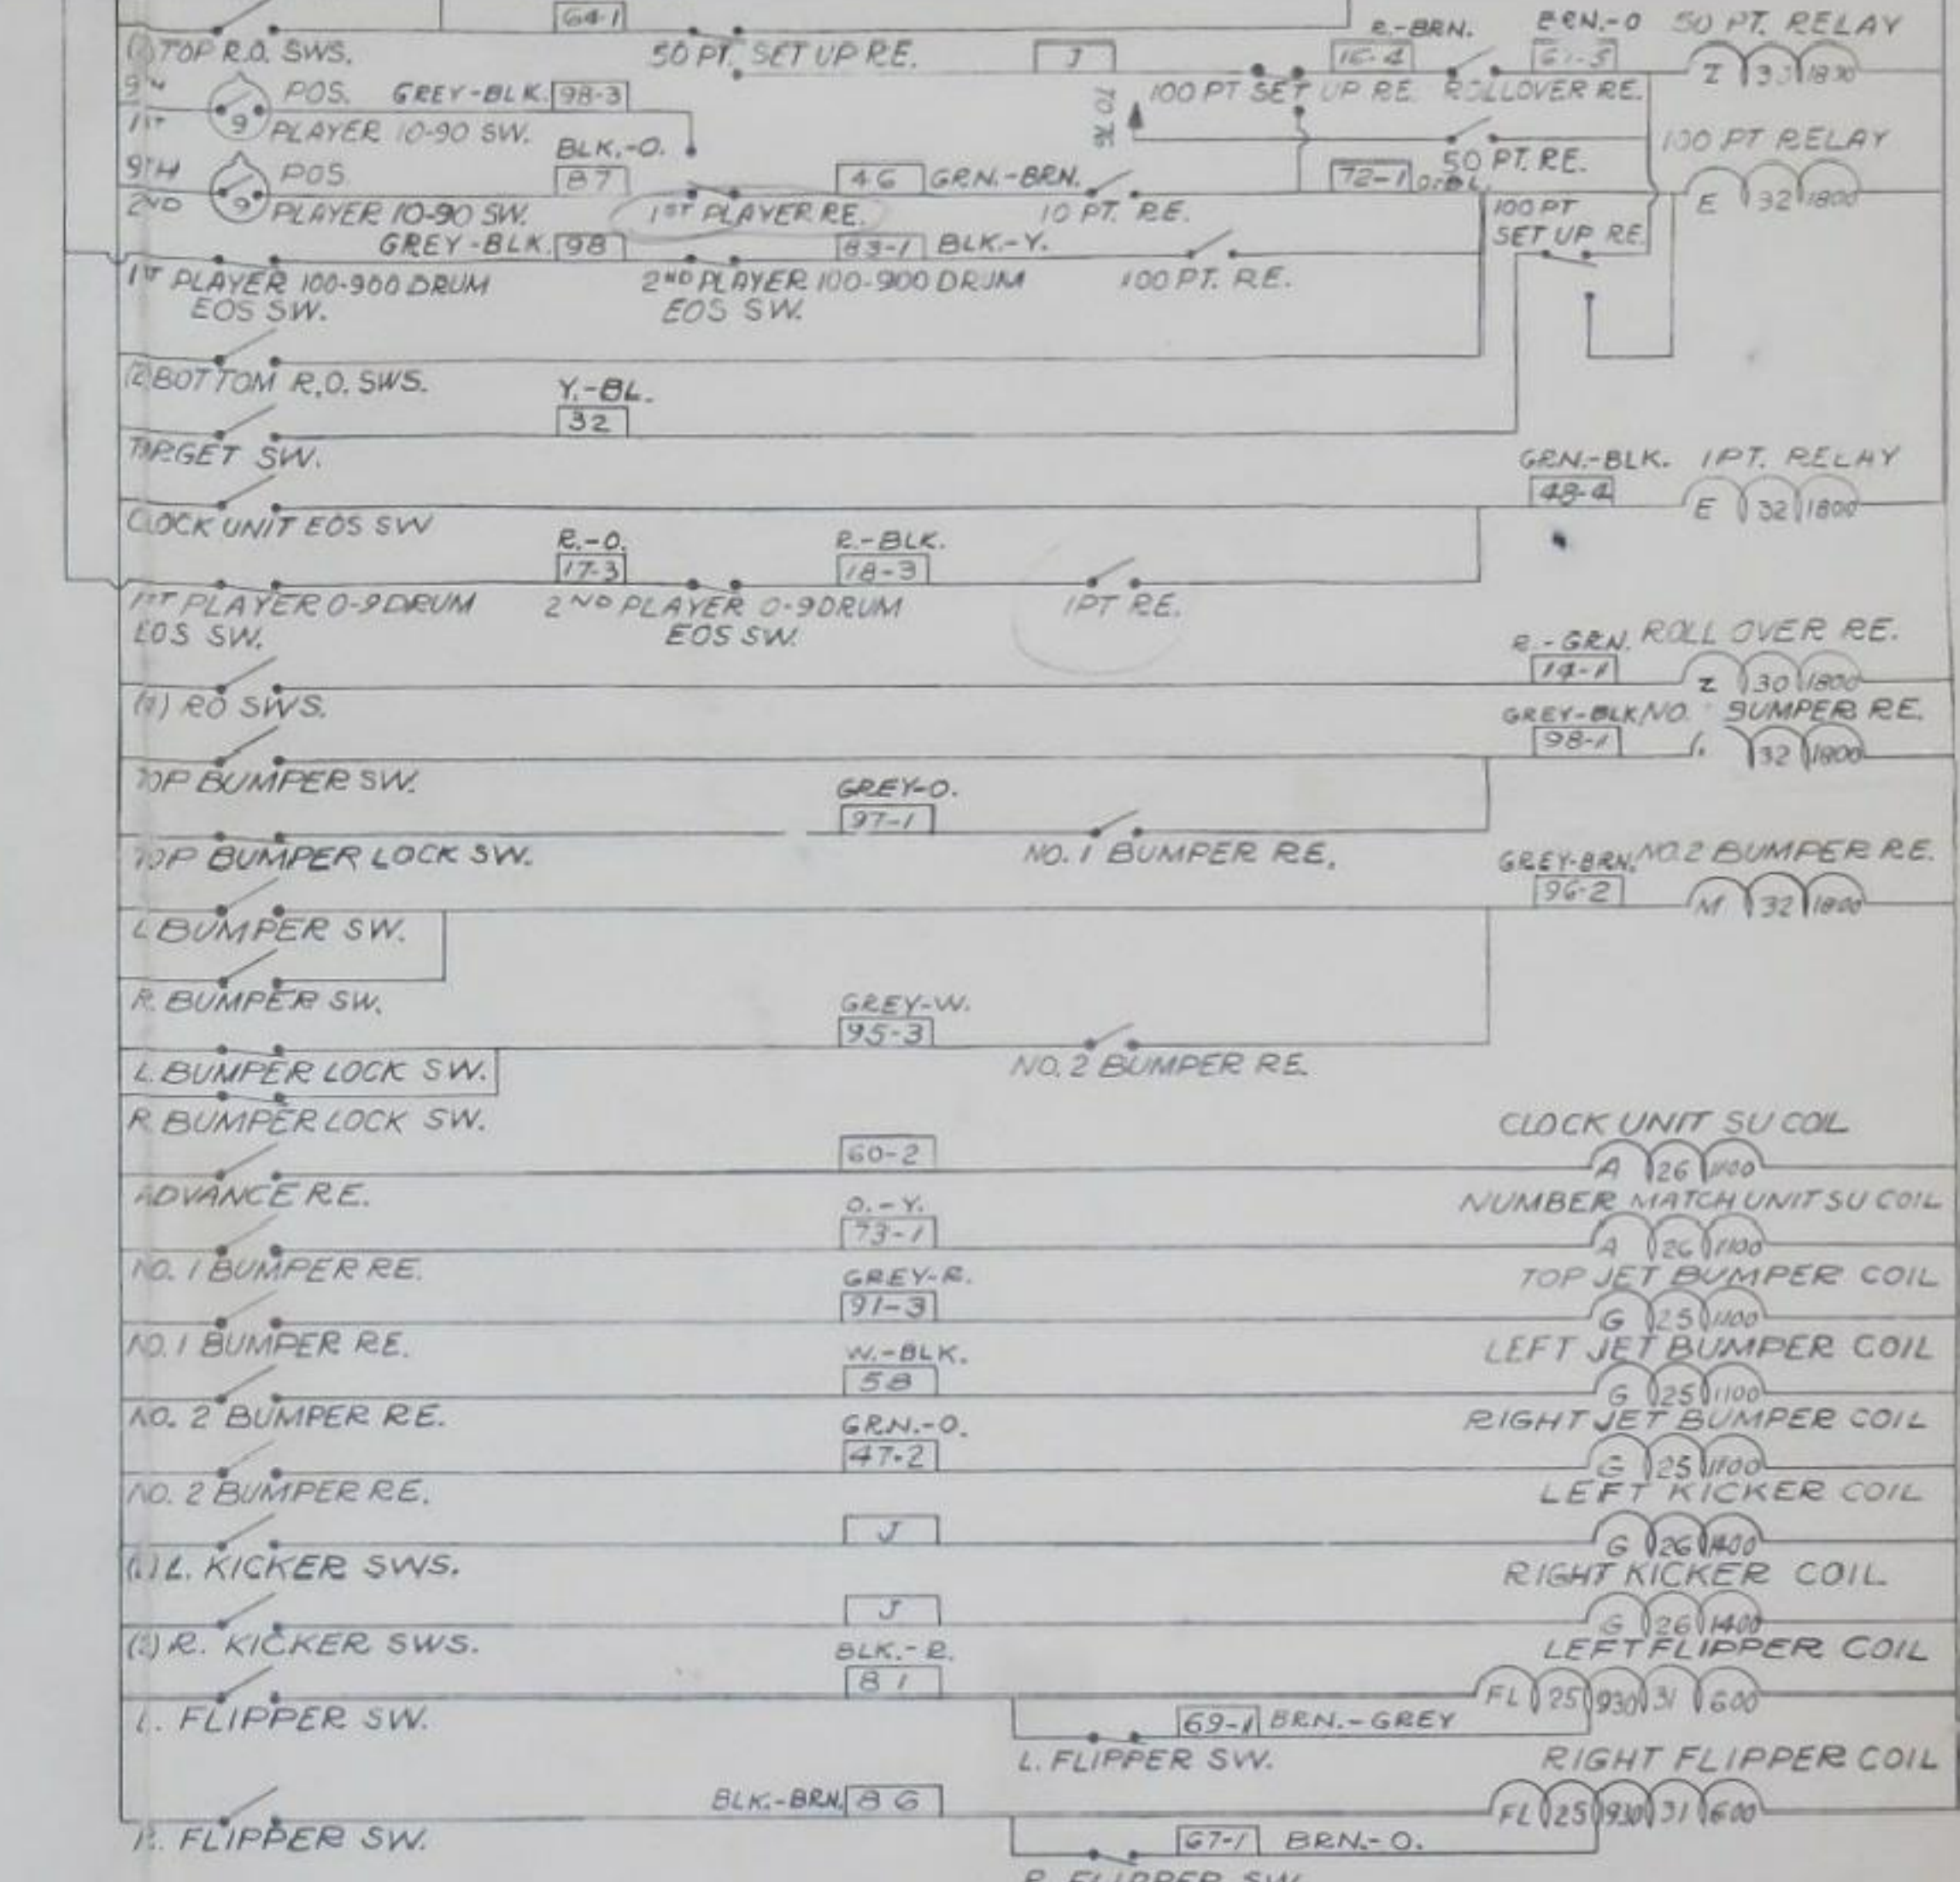 64-1
R.-BRN. BRN.-O 50 PT. RELAY
TOP R.O. SWS. 50 PT. SET UP RE. J 16-4 Z 1800
100 PT SET UP RE. ROLLOVER RE.
POS. GREY-BLK. 98-3
1ST 9 PLAYER 10-90 SW.
TO
50 PT. RE. 100 PT RELAY
9TH POS. BLK.-O. 87 46 GRN.-BRN. 72-1 E 32 1800
2ND 9 PLAYER 10-90 SW. 1ST PLAYER RE. 10 PT. RE. 100 PT
SET UP RE.
GREY-BLK. 98 83-1 BLK.-Y.
1ST PLAYER 100-900 DRUM 2ND PLAYER 100-900 DRUM 100 PT. RE.
EOS SW. EOS SW.
(2) BOTTOM R.O. SWS.
Y.-BL.
32
TARGET SW.
GRN.-BLK. 1 PT. RELAY
48-4 E 32 1800
CLOCK UNIT EOS SW
R.-O. R.-BLK.
17-3 18-3
1ST PLAYER 0-9 DRUM 2ND PLAYER 0-9 DRUM 1 PT RE.
EOS SW. EOS SW.
R.-GRN. ROLL OVER RE.
14-1 Z 30 1800
RO SWS.
GREY-BLK NO. BUMPER RE.
98-1 32 1800
TOP BUMPER SW.
GREY-O.
97-1
TOP BUMPER LOCK SW. NO. 1 BUMPER RE.
GREY-BRN. NO. 2 BUMPER RE.
96-2 M 32 1800
L BUMPER SW.
R. BUMPER SW.
GREY-W.
95-3
L. BUMPER LOCK SW. NO. 2 BUMPER RE.
R BUMPER LOCK SW.
CLOCK UNIT SU COIL
60-2 A 26 1100
ADVANCE RE.
NUMBER MATCH UNIT SU COIL
O.-Y.
73-1 A 26 1100
NO. 1 BUMPER RE.
TOP JET BUMPER COIL
GREY-R.
91-3 G 25 1100
NO. 1 BUMPER RE.
LEFT JET BUMPER COIL
W.-BLK.
58 G 25 1100
NO. 2 BUMPER RE.
RIGHT JET BUMPER COIL
GRN.-O.
47-2 G 25 1100
NO. 2 BUMPER RE.
LEFT KICKER COIL
J G 26 1400
L. KICKER SWS.
RIGHT KICKER COIL
J G 26 1400
R. KICKER SWS.
LEFT FLIPPER COIL
BLK.-R.
81 FL 25 930 31 600
L. FLIPPER SW. 69-1 BRN.-GREY
L. FLIPPER SW.
RIGHT FLIPPER COIL
BLK.-BRN. 86 FL 25 930 31 600
R. FLIPPER SW. 67-1 BRN.-O.
R. FLIPPER SW.